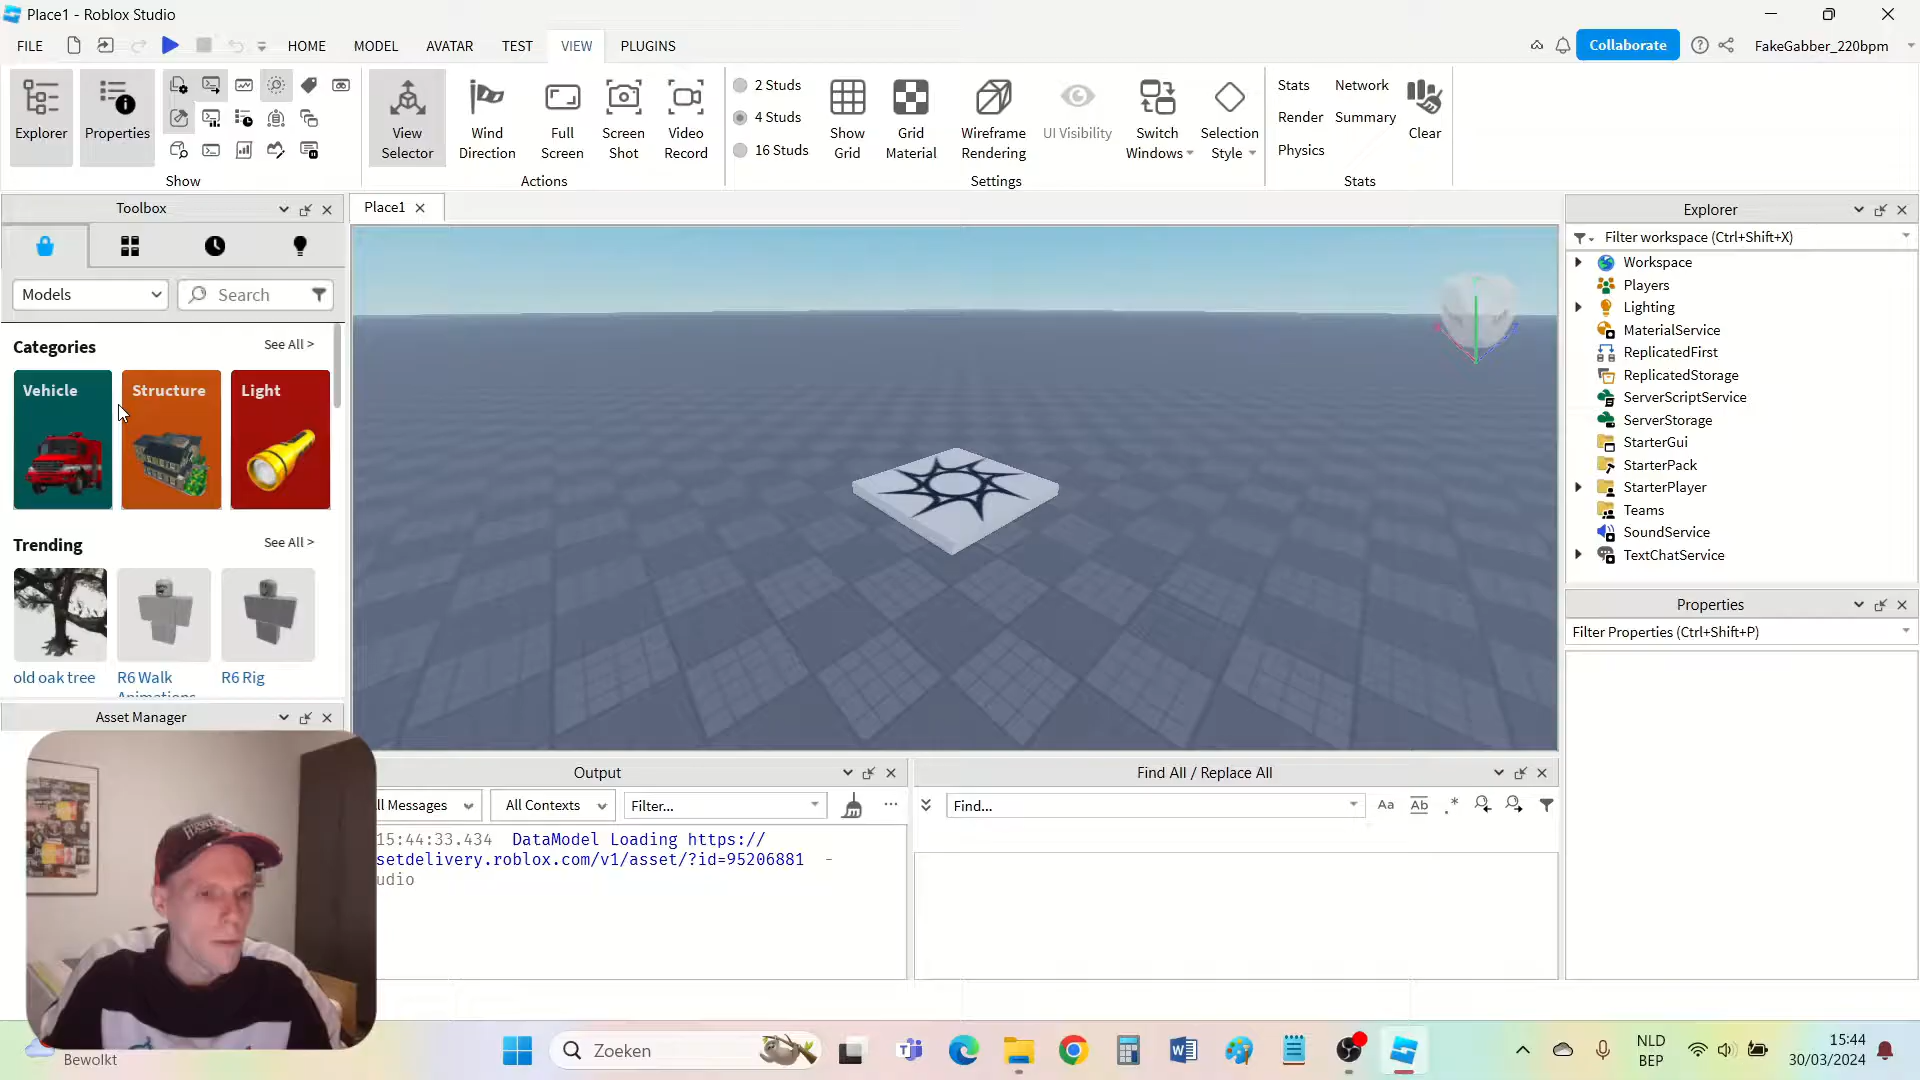 Place1 - Roblox Studio
FILE HOME MODEL AVATAR TEST VIEW PLUGINS Collaborate FakeGabber_220bpm
Explorer
Properties
Show
View Selector
Wind Direction
Full Screen
Screen Shot
Video Record
Actions
2 Studs
4 Studs
16 Studs
Show Grid
Grid Material
Wireframe Rendering
UI Visibility
Switch Windows
Selection Style
Settings
Stats Network
Render Summary
Physics
Clear
Stats
Toolbox
Models Search
Categories See All >
Vehicle Structure Light
Trending See All >
old oak tree R6 Walk R6 Rig
Asset Manager
Place1
Output
ll Messages All Contexts Filter...
15:44:33.434 DataModel Loading https://
setdelivery.roblox.com/v1/asset/?id=95206881 -
udio
Find All / Replace All
Find... Aa Ab .*
Explorer
Filter workspace (Ctrl+Shift+X)
Workspace
Players
Lighting
MaterialService
ReplicatedFirst
ReplicatedStorage
ServerScriptService
ServerStorage
StarterGui
StarterPack
StarterPlayer
Teams
SoundService
TextChatService
Properties
Filter Properties (Ctrl+Shift+P)
Bewolkt
Zoeken
NLD
BEP
15:44
30/03/2024